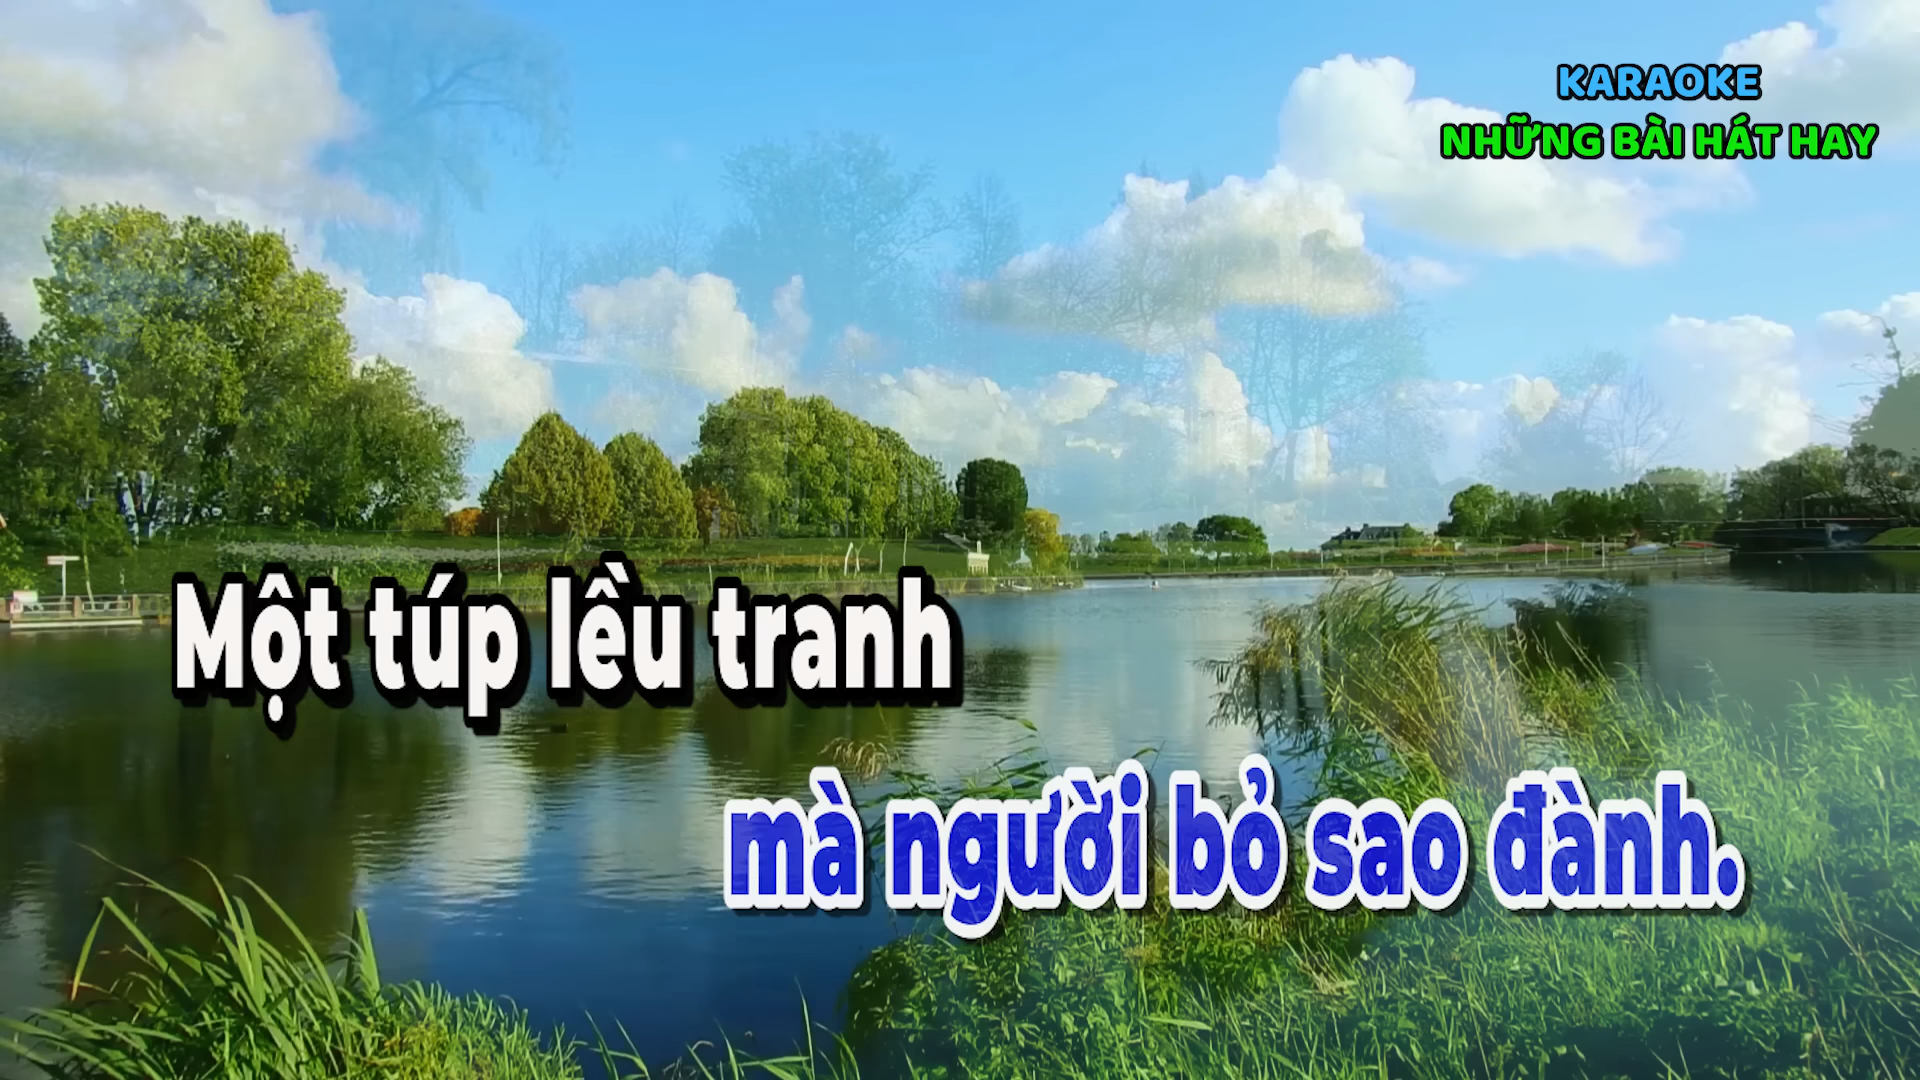 KARAOKE
NHỮNG BÀI HÁT HAY
Một túp lều tranh
mà người bỏ sao đành.